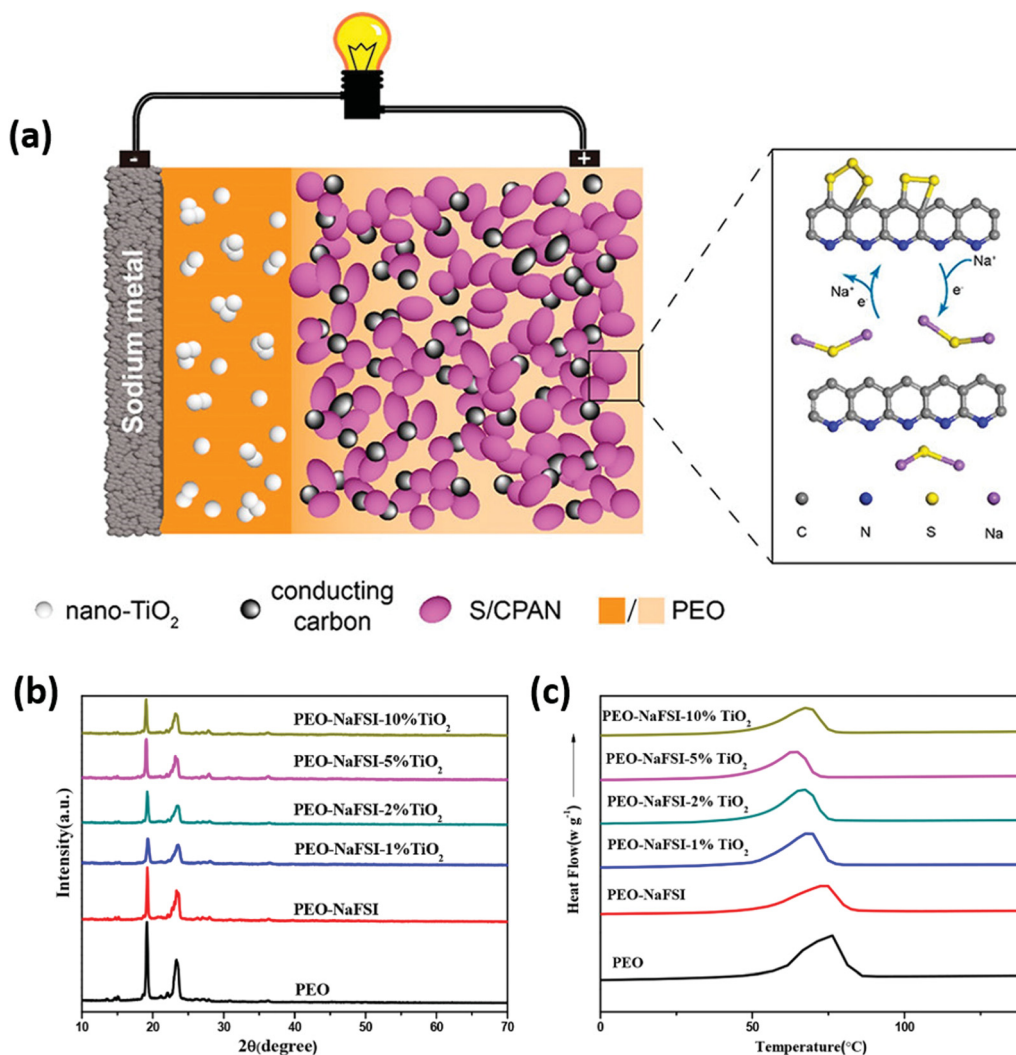 (a)
-
+
Sodium metal
Na⁺
Na⁺
e⁻
e⁻
C N S Na
nano-TiO₂
conducting
carbon
S/CPAN
/
PEO
(b)
PEO-NaFSI-10%TiO₂
PEO-NaFSI-5%TiO₂
PEO-NaFSI-2%TiO₂
PEO-NaFSI-1%TiO₂
PEO-NaFSI
PEO
Intensity(a.u.)
10 20 30 40 50 60 70
2θ(degree)
(c)
PEO-NaFSI-10% TiO₂
PEO-NaFSI-5% TiO₂
PEO-NaFSI-2% TiO₂
PEO-NaFSI-1% TiO₂
PEO-NaFSI
PEO
Heat Flow(w g⁻¹)
0 50 100
Temperature(°C)